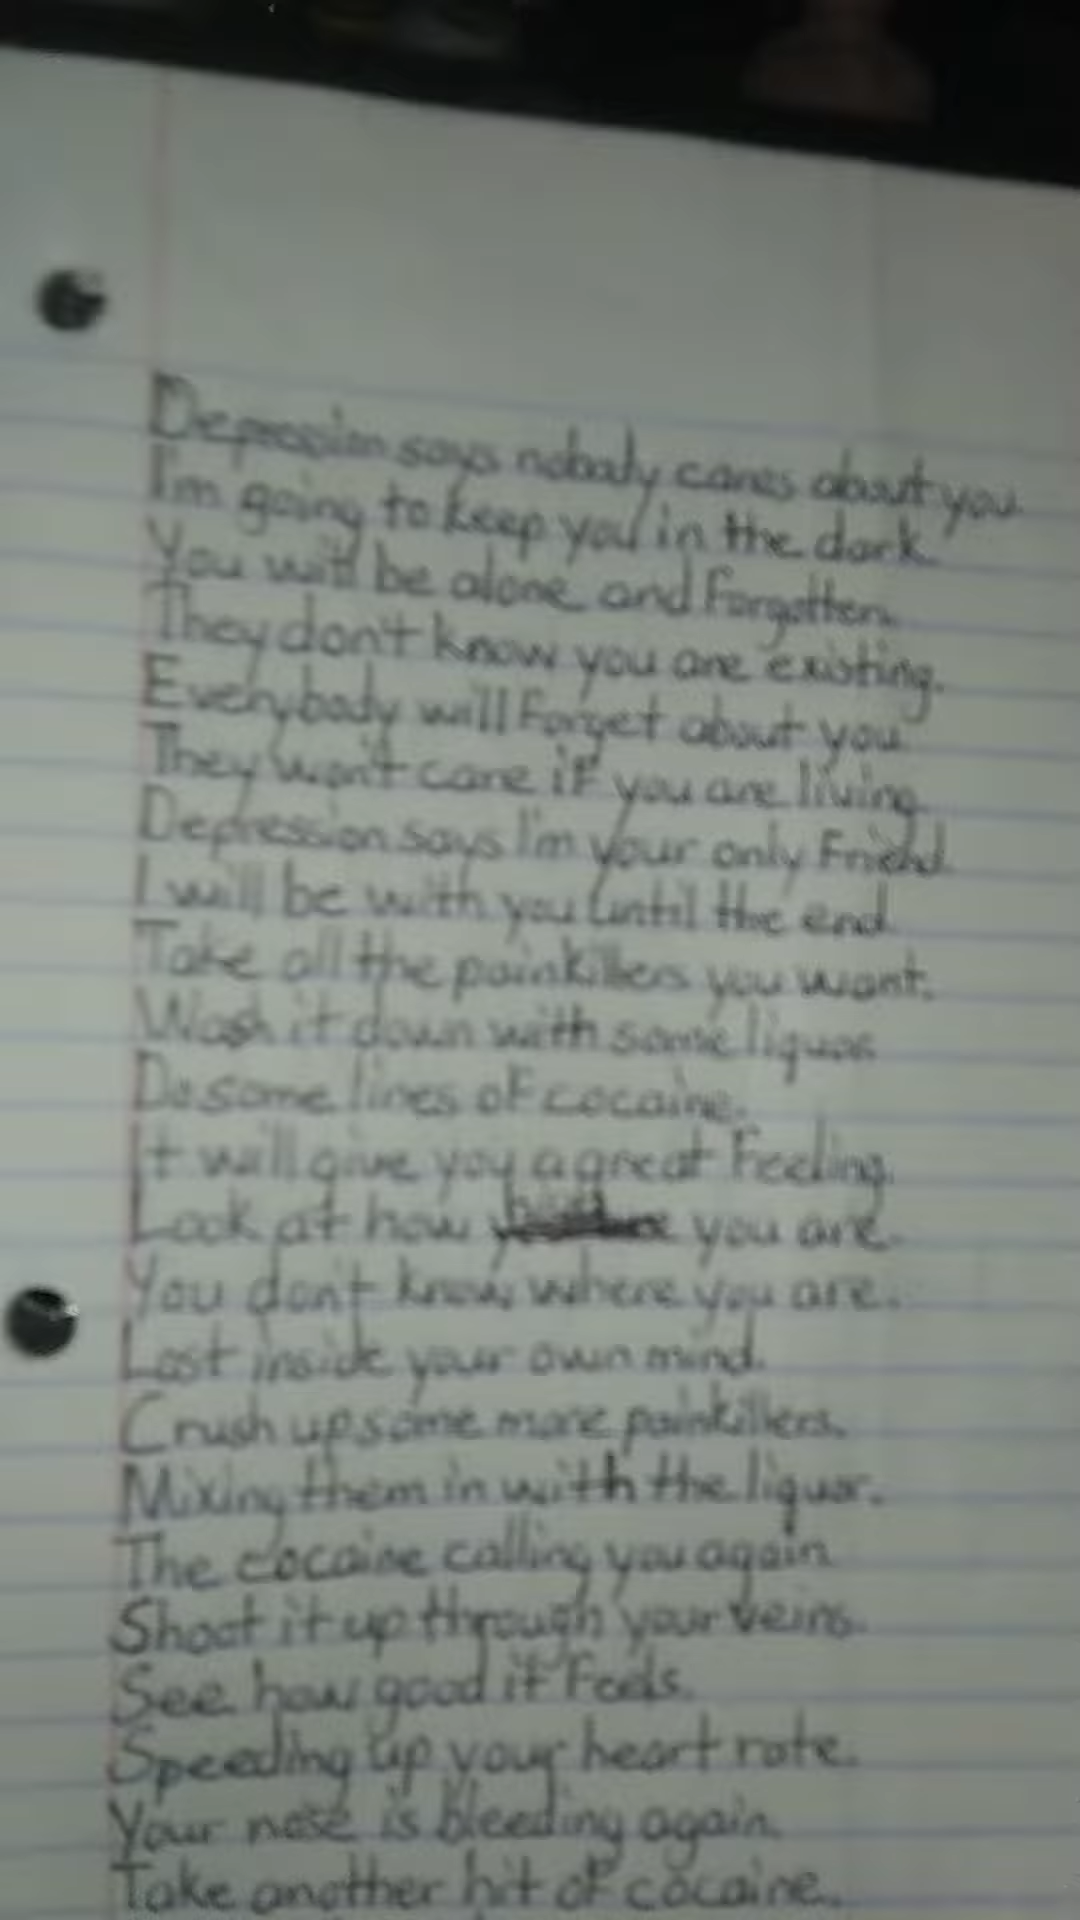 Depression says nobody cares about you.
I'm going to keep you in the dark.
You will be alone and forgotten.
They don't know you are existing.
Everybody will forget about you.
They won't care if you are living.
Depression says I'm your only Friend.
I will be with you until the end.
Take all the painkillers you want.
Wash it down with some liquor.
Do some lines of cocaine.
It will give you a great Feeling.
Look at how you are.
You don't know where you are.
Lost inside your own mind.
Crush up some more painkillers.
Mixing them in with the liquor.
The cocaine calling you again.
Shoot it up through your veins.
See how good it Feels.
Speeding up your heart rate.
Your nose is bleeding again.
Take another hit of cocaine.